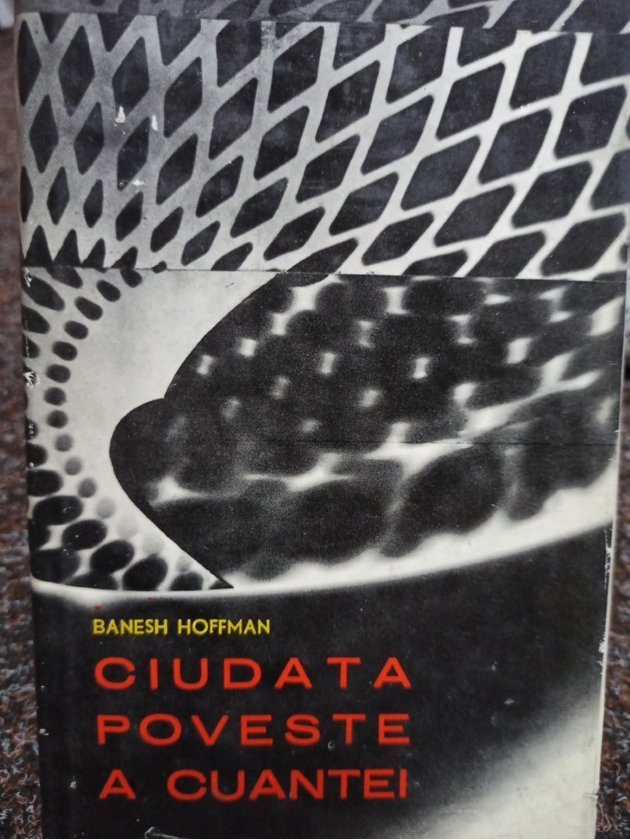 BANESH HOFFMAN
CIUDATA
POVESTE
A CUANTEI